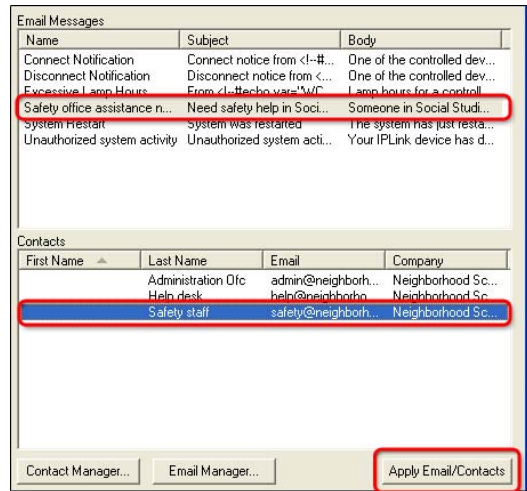 Email Messages
Name Subject Body
Connect Notification Connect notice from <!--#... One of the controlled dev...
Disconnect Notification Disconnect notice from <... One of the controlled dev...
Excessive Lamp Hours From <!--#echo var="WC Lamp hours for a controll
Safety office assistance n... Need safety help in Soci... Someone in Social Studi...
System Restart System was restarted The system has just resta...
Unauthorized system activity Unauthorized system acti... Your IPLink device has d...
Contacts
First Name Last Name Email Company
Administration Ofc admin@neighborh... Neighborhood Sc...
Help desk help@neighborho Neighborhood Sc
Safety staff safety@neighborh... Neighborhood Sc...
Contact Manager... Email Manager... Apply Email/Contacts